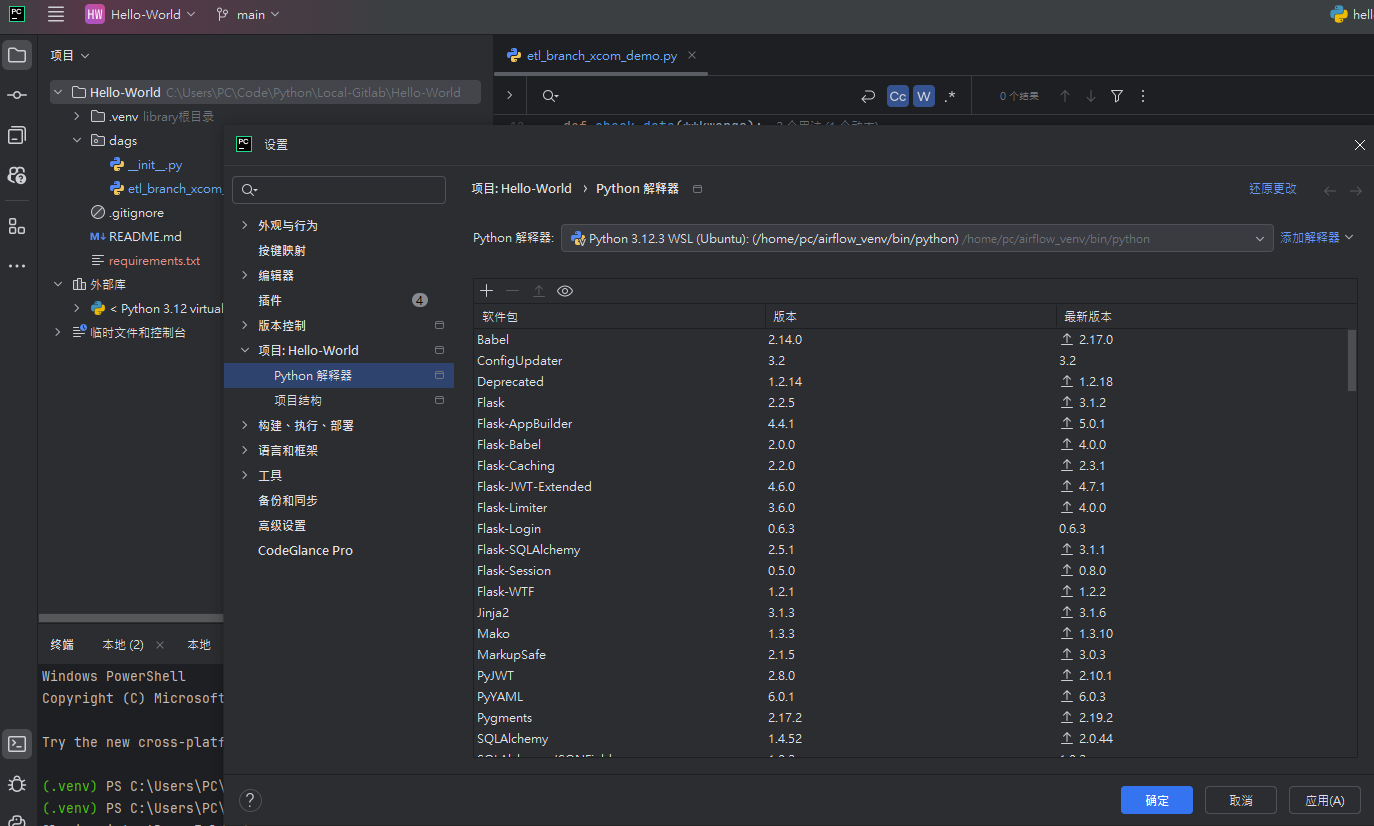 PC
HW Hello-World
main
hell
项目
etl_branch_xcom_demo.py
Hello-World C:\Users\PC\Code\Python\Local-Gitlab\Hello-World
Cc W .*
0 个结果
.venv library根目录
dags
__init__.py
etl_branch_xcom_
.gitignore
M↓ README.md
requirements.txt
外部库
< Python 3.12 virtual
临时文件和控制台
PC 设置
项目: Hello-World › Python 解释器
还原更改
外观与行为
按键映射
编辑器
插件 4
版本控制
项目: Hello-World
Python 解释器
项目结构
构建、执行、部署
语言和框架
工具
备份和同步
高级设置
CodeGlance Pro
Python 解释器: Python 3.12.3 WSL (Ubuntu): (/home/pc/airflow_venv/bin/python) /home/pc/airflow_venv/bin/python 添加解释器
软件包 版本 最新版本
Babel 2.14.0 2.17.0
ConfigUpdater 3.2 3.2
Deprecated 1.2.14 1.2.18
Flask 2.2.5 3.1.2
Flask-AppBuilder 4.4.1 5.0.1
Flask-Babel 2.0.0 4.0.0
Flask-Caching 2.2.0 2.3.1
Flask-JWT-Extended 4.6.0 4.7.1
Flask-Limiter 3.6.0 4.0.0
Flask-Login 0.6.3 0.6.3
Flask-SQLAlchemy 2.5.1 3.1.1
Flask-Session 0.5.0 0.8.0
Flask-WTF 1.2.1 1.2.2
Jinja2 3.1.3 3.1.6
Mako 1.3.3 1.3.10
MarkupSafe 2.1.5 3.0.3
PyJWT 2.8.0 2.10.1
PyYAML 6.0.1 6.0.3
Pygments 2.17.2 2.19.2
SQLAlchemy 1.4.52 2.0.44
终端 本地 (2) 本地
Windows PowerShell
Copyright (C) Microsoft
Try the new cross-platf
(.venv) PS C:\Users\PC\
(.venv) PS C:\Users\PC\
?
确定 取消 应用(A)